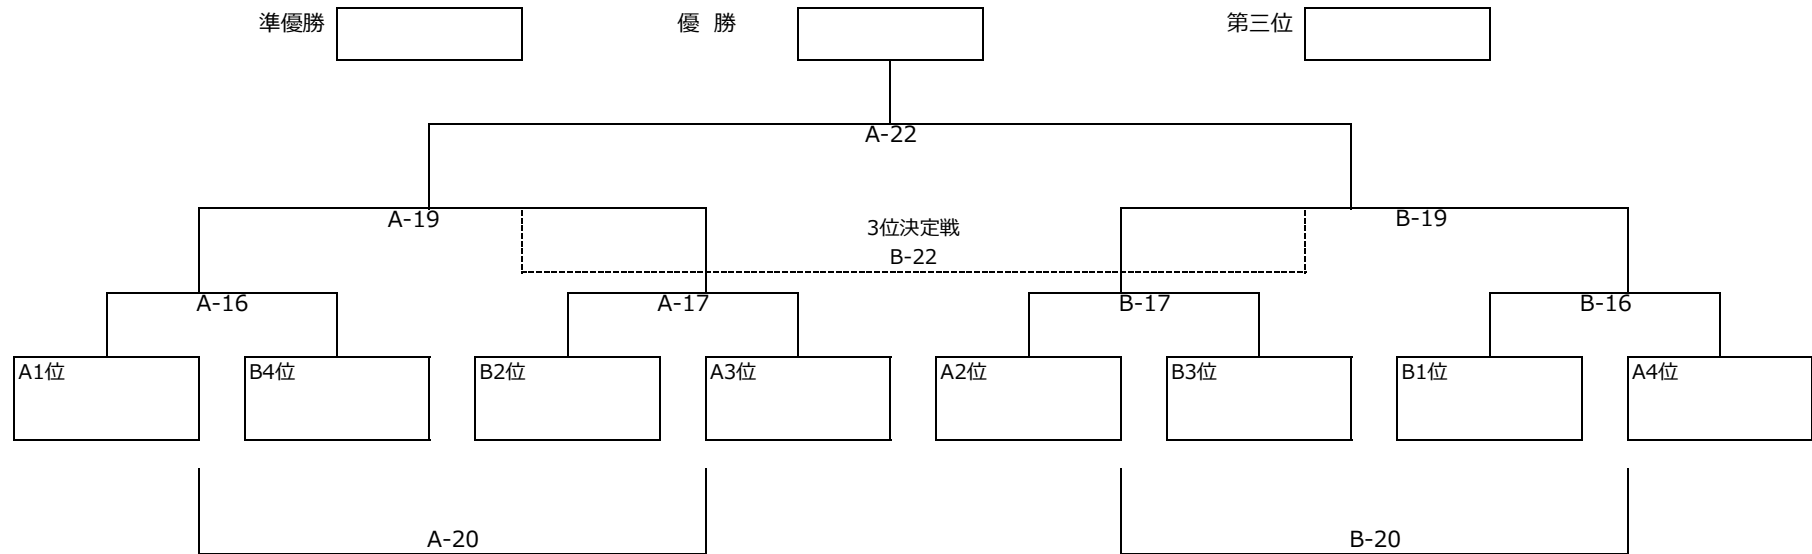 準優勝
優 勝
第三位
A-22
A-19
3位決定戦
B-19
B-22
A-16
A-17
B-17
B-16
A1位
B4位
B2位
A3位
A2位
B3位
B1位
A4位
A-20
B-20